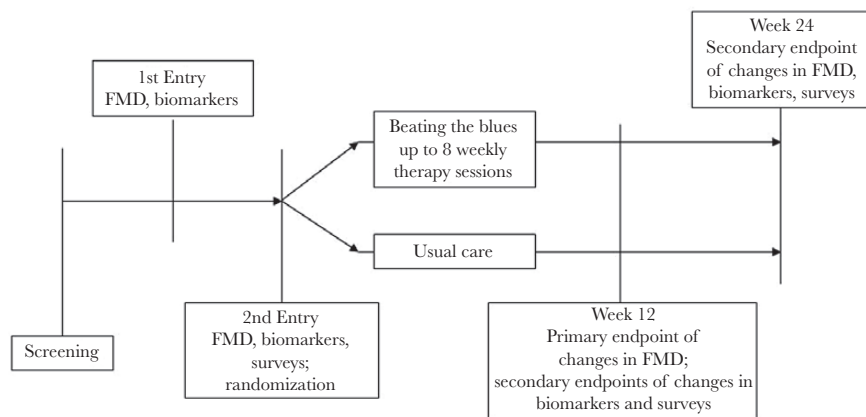 1st Entry
FMD, biomarkers
Week 24
Secondary endpoint
of changes in FMD,
biomarkers, surveys
Beating the blues
up to 8 weekly
therapy sessions
Usual care
Screening
2nd Entry
FMD, biomarkers,
surveys;
randomization
Week 12
Primary endpoint of
changes in FMD;
secondary endpoints of changes in
biomarkers and surveys